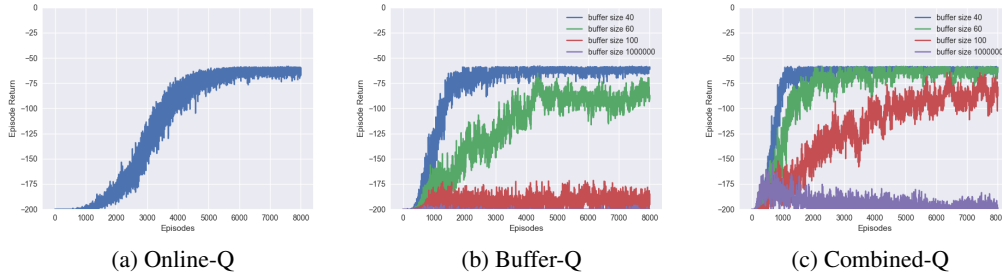 0
−25
−50
−75
−100
−125
−150
−175
−200
Episode Return
0 1000 2000 3000 4000 5000 6000 7000 8000
Episodes
(a) Online-Q
buffer size 40
buffer size 60
buffer size 100
buffer size 1000000
0
−25
−50
−75
−100
−125
−150
−175
−200
Episode Return
0 1000 2000 3000 4000 5000 6000 7000 8000
Episodes
(b) Buffer-Q
buffer size 40
buffer size 60
buffer size 100
buffer size 1000000
0
−25
−50
−75
−100
−125
−150
−175
−200
Episode Return
0 1000 2000 3000 4000 5000 6000 7000 800
Episodes
(c) Combined-Q